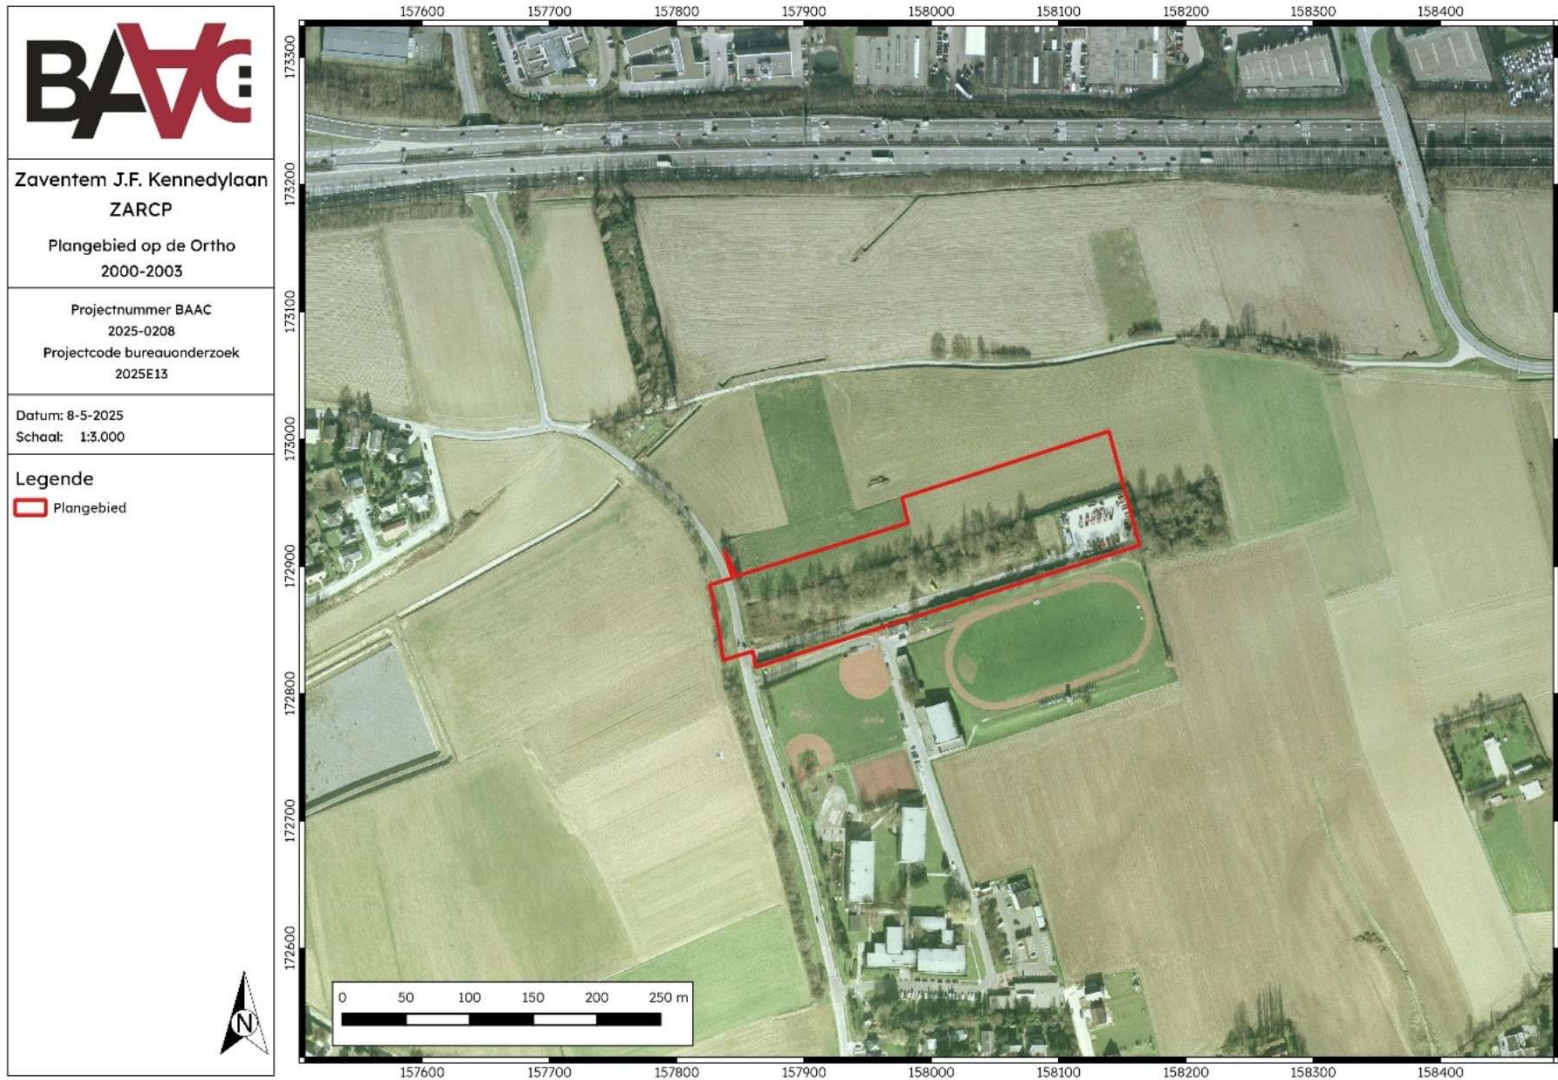 BAAC
Zaventem J.F. Kennedylaan
ZARCP
Plangebied op de Ortho
2000-2003
Projectnummer BAAC
2025-0208
Projectcode bureauonderzoek
2025E13
Datum: 8-5-2025
Schaal: 1:3.000
Legende
Plangebied
N
157600 157700 157800 157900 158000 158100 158200 158300 158400
173300
173200
173100
173000
172900
172800
172700
172600
0 50 100 150 200 250 m
157600 157700 157800 157900 158000 158100 158200 158300 158400